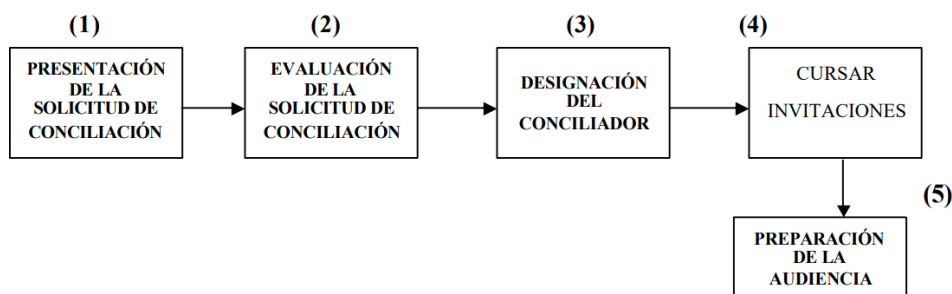 (1)
PRESENTACIÓN
DE LA
SOLICITUD DE
CONCILIACIÓN
(2)
EVALUACIÓN
DE LA
SOLICITUD DE
CONCILIACIÓN
(3)
DESIGNACIÓN
DEL
CONCILIADOR
(4)
CURSAR
INVITACIONES
(5)
PREPARACIÓN
DE LA
AUDIENCIA